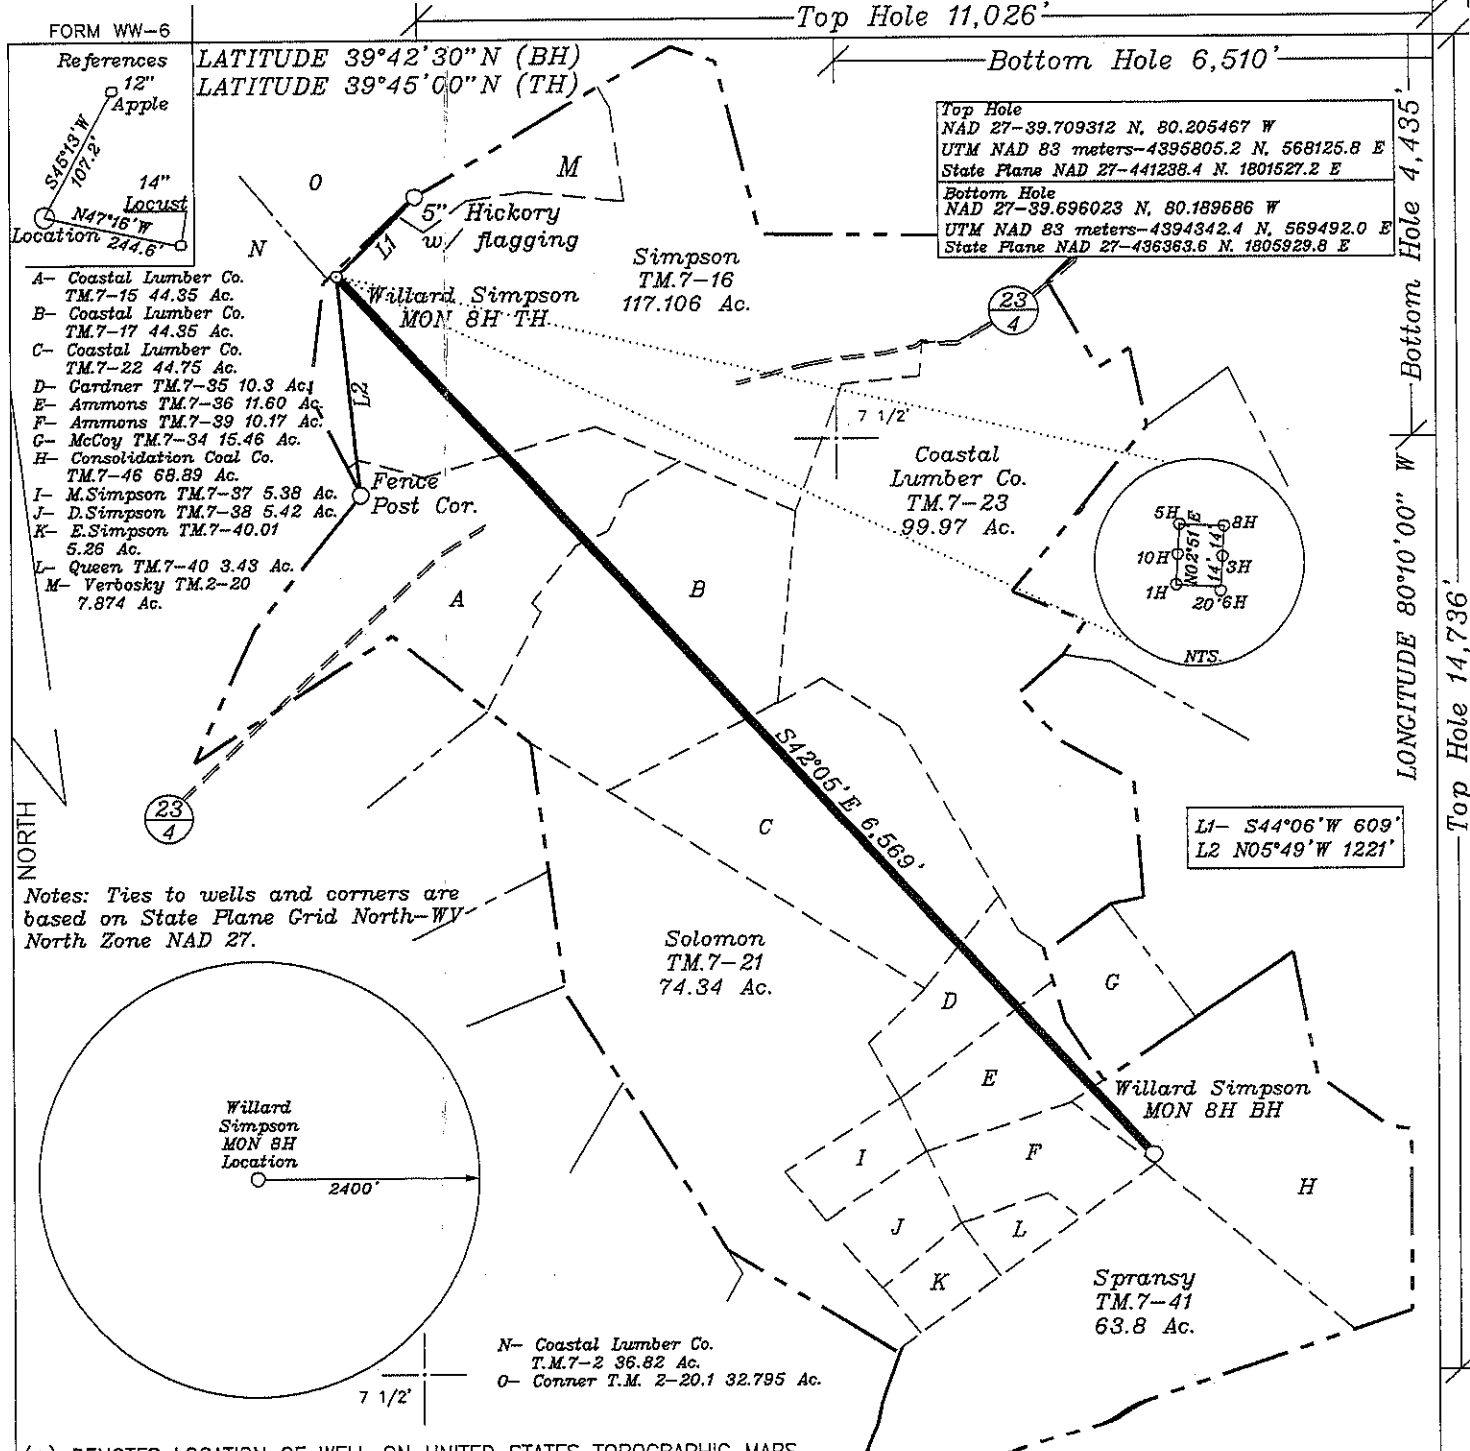 FORM WW-6
Top Hole 11,026'
References
12"
Apple
S45°13'W
107.2'
14"
Locust
N47°16'W
244.6'
Location
LATITUDE 39°42'30"N (BH)
LATITUDE 39°45'00"N (TH)
Bottom Hole 6,510'
Top Hole
NAD 27-39.709312 N, 80.205467 W
UTM NAD 83 meters-4395805.2 N, 568125.8 E
State Plane NAD 27-441238.4 N. 1801527.2 E
Bottom Hole
NAD 27-39.696023 N, 80.189686 W
UTM NAD 83 meters-4394342.4 N, 569492.0 E
State Plane NAD 27-436363.6 N, 1805929.8 E
Bottom Hole 4,435'
O
M
N
5" Hickory
w flagging
L1
Simpson
TM.7-16
117.106 Ac.
Willard Simpson
MON 8H TH
23
4
A- Coastal Lumber Co.
TM.7-15 44.35 Ac.
B- Coastal Lumber Co.
TM.7-17 44.35 Ac.
C- Coastal Lumber Co.
TM.7-22 44.75 Ac.
D- Gardner TM.7-35 10.3 Ac.
E- Ammons TM.7-36 11.60 Ac.
F- Ammons TM.7-39 10.17 Ac.
G- McCoy TM.7-34 15.46 Ac.
H- Consolidation Coal Co.
TM.7-46 68.89 Ac.
I- M.Simpson TM.7-37 5.38 Ac.
J- D.Simpson TM.7-38 5.42 Ac.
K- E.Simpson TM.7-40.01
5.26 Ac.
L- Queen TM.7-40 3.43 Ac.
M- Verbosky TM.2-20
7.874 Ac.
L2
Fence
Post Cor.
7 1/2'
Coastal
Lumber Co.
TM.7-23
99.97 Ac.
5H
8H
10H
3H
1H
6H
N02°51'E
14'
14'
20'
NTS.
LONGITUDE 80°10'00" W
Top Hole 14,736'
A
B
C
S42°05'E 6,569'
23
4
NORTH
L1- S44°06'W 609'
L2 N05°49'W 1221'
Notes: Ties to wells and corners are
based on State Plane Grid North-WV
North Zone NAD 27.
Solomon
TM.7-21
74.34 Ac.
D
G
E
Willard Simpson
MON 8H BH
Willard
Simpson
MON 8H
Location
2400'
I
F
H
J
L
K
Spransy
TM.7-41
63.8 Ac.
N- Coastal Lumber Co.
T.M.7-2 36.82 Ac.
O- Conner T.M. 2-20.1 32.795 Ac.
7 1/2'
DENOTES LOCATION OF WELL ON UNITED STATES TOPOGRAPHIC MAPS